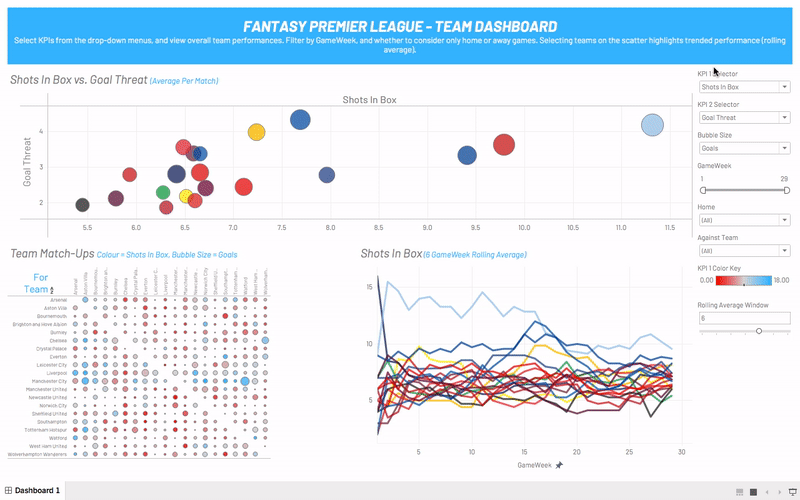 FANTASY PREMIER LEAGUE - TEAM DASHBOARD
Select KPIs from the drop-down menus, and view overall team performances. Filter by GameWeek, and whether to consider only home or away games. Selecting teams on the scatter highlights trended performance (rolling
average).
Shots In Box vs. Goal Threat (Average Per Match)
Shots In Box
Goal Threat
4
3
2
5.5 6.0 6.5 7.0 7.5 8.0 8.5 9.0 9.5 10.0 10.5 11.0 11.5
KPI 1 Selector
Shots In Box
KPI 2 Selector
Goal Threat
Bubble Size
Goals
GameWeek
1 29
Home
(All)
Against Team
(All)
KPI 1 Color Key
0.00 18.00
Rolling Average Window
6
Team Match-Ups Colour = Shots In Box, Bubble Size = Goals
For
Team
Arsenal
Aston Villa
Bournemouth
Brighton and Hove Albion
Burnley
Chelsea
Crystal Palace
Everton
Leicester City
Liverpool
Manchester City
Manchester United
Newcastle United
Norwich City
Sheffield United
Southampton
Tottenham Hotspur
Watford
West Ham United
Wolverhampton Wanderers
Shots In Box (6 GameWeek Rolling Average)
15
10
5
5 10 15 20 25 30
GameWeek
Dashboard 1